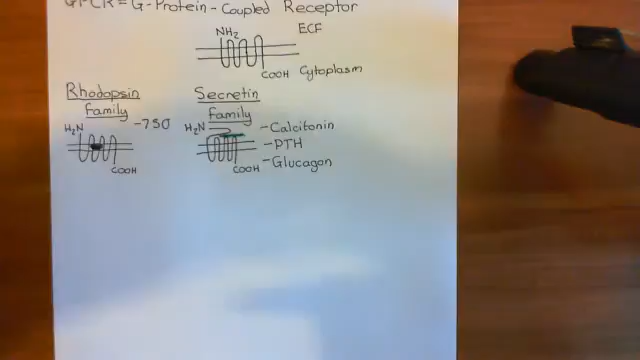 GPCR = G-Protein-Coupled Receptor
NH2
ECF
COOH
Cytoplasm
Rhodopsin
Family
H2N
-750
COOH
Secretin
Family
H2N
-Calcitonin
-PTH
-Glucagon
COOH